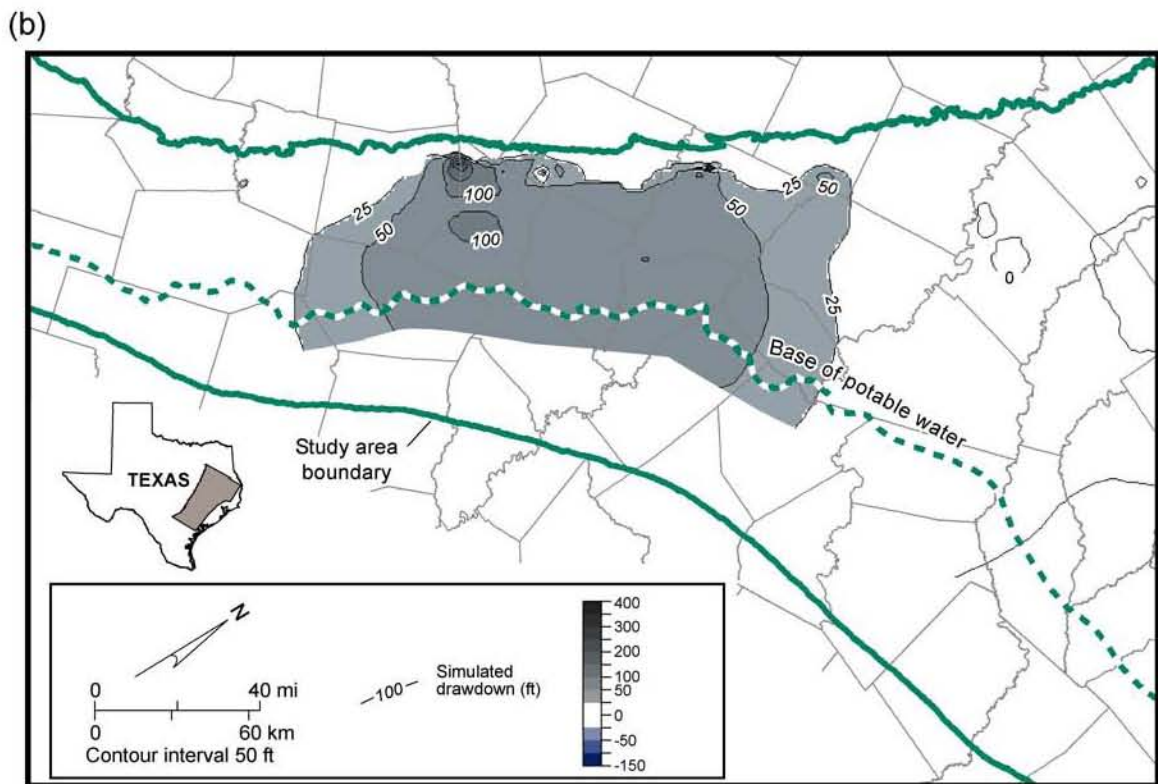 (b)
25
50
100
100
50
25
50
25
0
Base of potable water
Study area
boundary
TEXAS
N
0 40 mi
0 60 km
Contour interval 50 ft
100
Simulated
drawdown (ft)
400
300
200
100
50
0
-50
-150